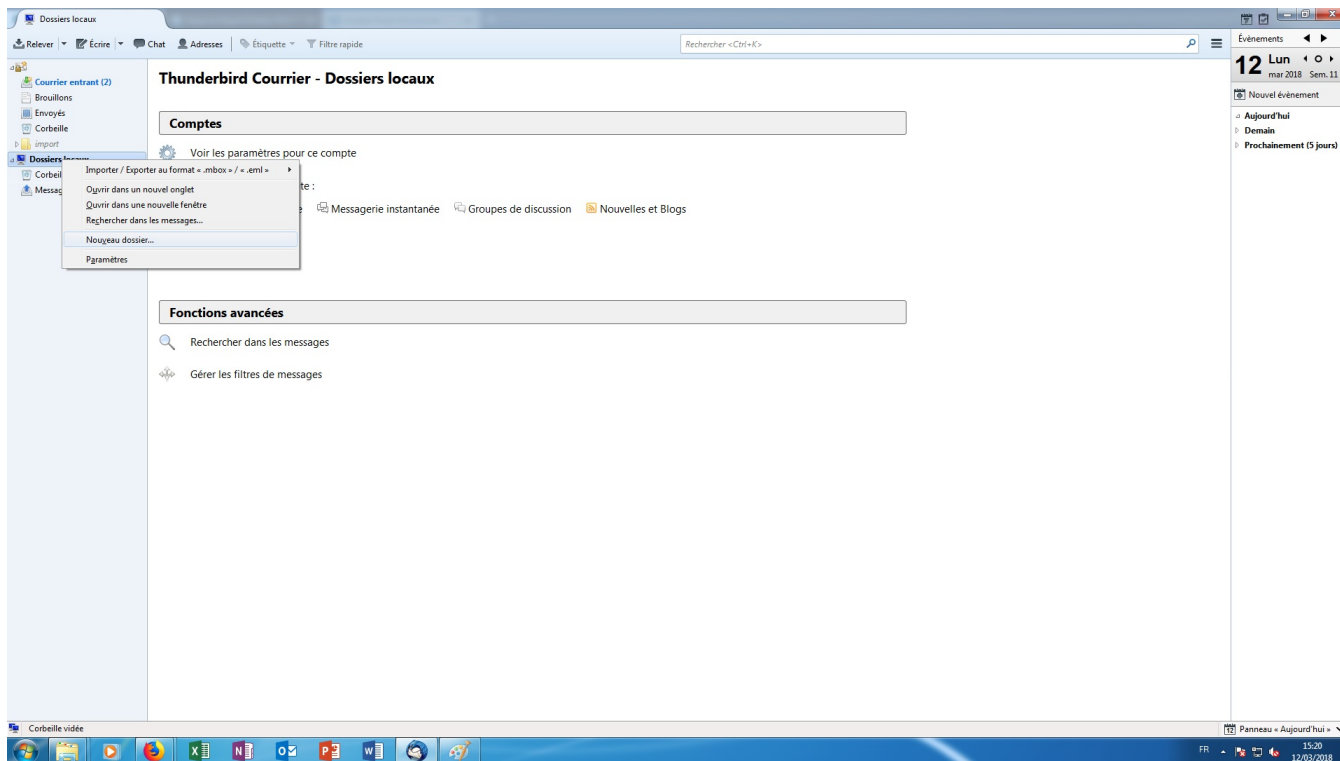 Dossiers locaux
Relever Écrire Chat Adresses Étiquette Filtre rapide Rechercher <Ctrl+K>
Courrier entrant (2)
Brouillons
Envoyés
Corbeille
import
Dossiers locaux
Corbeil
Messag
Thunderbird Courrier - Dossiers locaux
Comptes
Voir les paramètres pour ce compte
te :
Messagerie instantanée Groupes de discussion Nouvelles et Blogs
Importer / Exporter au format « .mbox » / « .eml »
Ouvrir dans un nouvel onglet
Ouvrir dans une nouvelle fenêtre
Rechercher dans les messages...
Nouveau dossier...
Paramètres
Fonctions avancées
Rechercher dans les messages
Gérer les filtres de messages
Évènements
12 Lun
mar 2018 Sem. 11
Nouvel évènement
Aujourd'hui
Demain
Prochainement (5 jours)
Corbeille vidée
12 Panneau « Aujourd'hui »
FR
15:20
12/03/2018